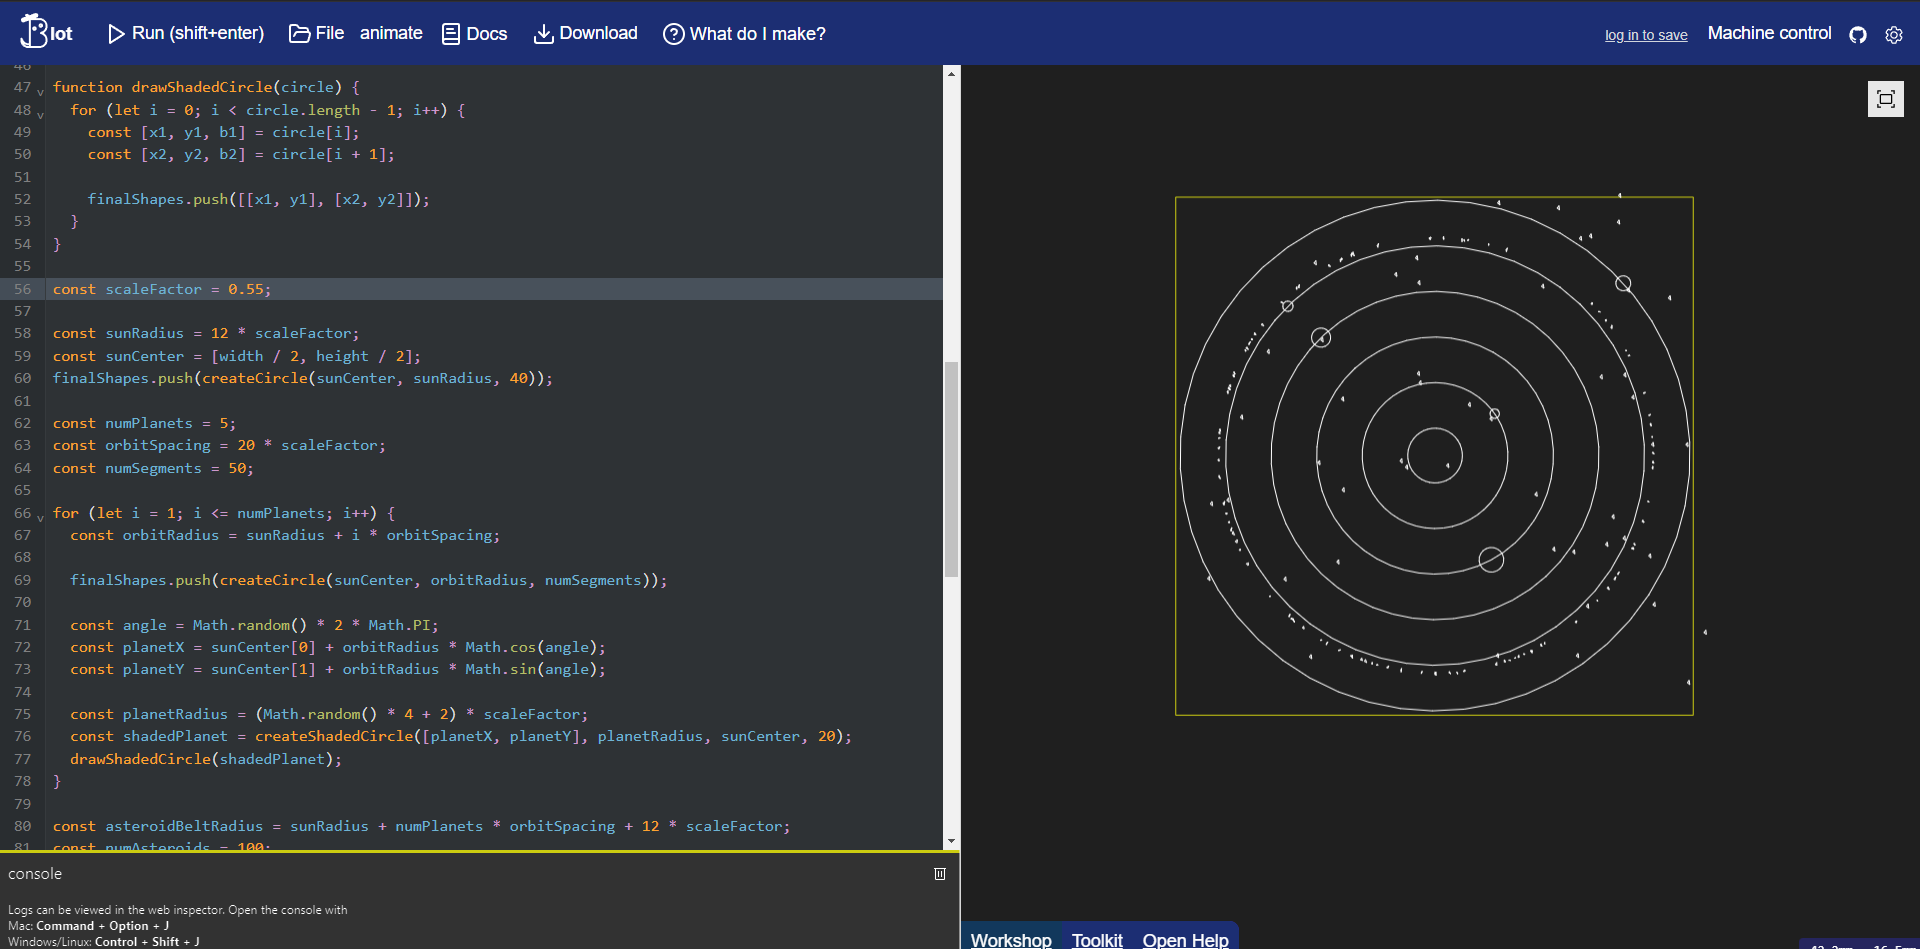 Blot
Run (shift+enter)
File
animate
Docs
Download
What do I make?
log in to save
Machine control
46
47 function drawShadedCircle(circle) {
48 for (let i = 0; i < circle.length - 1; i++) {
49 const [x1, y1, b1] = circle[i];
50 const [x2, y2, b2] = circle[i + 1];
51
52 finalShapes.push([[x1, y1], [x2, y2]]);
53 }
54 }
55
56 const scaleFactor = 0.55;
57
58 const sunRadius = 12 * scaleFactor;
59 const sunCenter = [width / 2, height / 2];
60 finalShapes.push(createCircle(sunCenter, sunRadius, 40));
61
62 const numPlanets = 5;
63 const orbitSpacing = 20 * scaleFactor;
64 const numSegments = 50;
65
66 for (let i = 1; i <= numPlanets; i++) {
67 const orbitRadius = sunRadius + i * orbitSpacing;
68
69 finalShapes.push(createCircle(sunCenter, orbitRadius, numSegments));
70
71 const angle = Math.random() * 2 * Math.PI;
72 const planetX = sunCenter[0] + orbitRadius * Math.cos(angle);
73 const planetY = sunCenter[1] + orbitRadius * Math.sin(angle);
74
75 const planetRadius = (Math.random() * 4 + 2) * scaleFactor;
76 const shadedPlanet = createShadedCircle([planetX, planetY], planetRadius, sunCenter, 20);
77 drawShadedCircle(shadedPlanet);
78 }
79
80 const asteroidBeltRadius = sunRadius + numPlanets * orbitSpacing + 12 * scaleFactor;
81 const numAsteroids = 100;
console
Logs can be viewed in the web inspector. Open the console with
Mac: Command + Option + J
Windows/Linux: Control + Shift + J
Workshop
Toolkit
Open Help